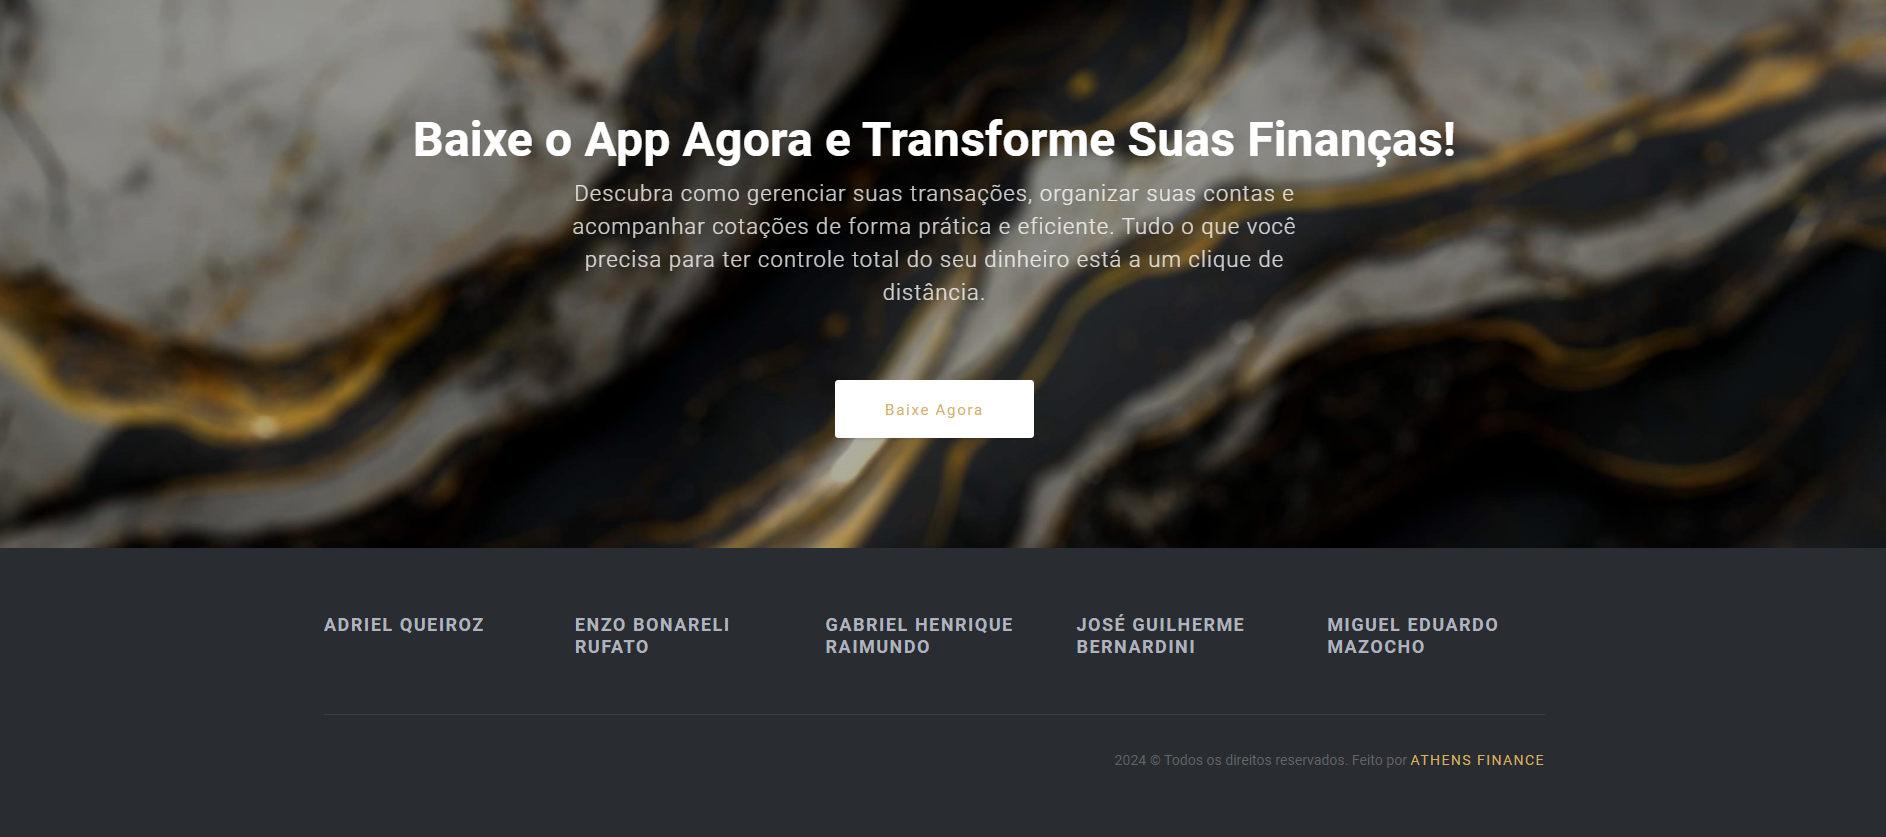 Baixe o App Agora e Transforme Suas Finanças!
Descubra como gerenciar suas transações, organizar suas contas e
acompanhar cotações de forma prática e eficiente. Tudo o que você
precisa para ter controle total do seu dinheiro está a um clique de
distância.
Baixe Agora
ADRIEL QUEIROZ
ENZO BONARELI
RUFATO
GABRIEL HENRIQUE
RAIMUNDO
JOSÉ GUILHERME
BERNARDINI
MIGUEL EDUARDO
MAZOCHO
2024 © Todos os direitos reservados. Feito por ATHENS FINANCE